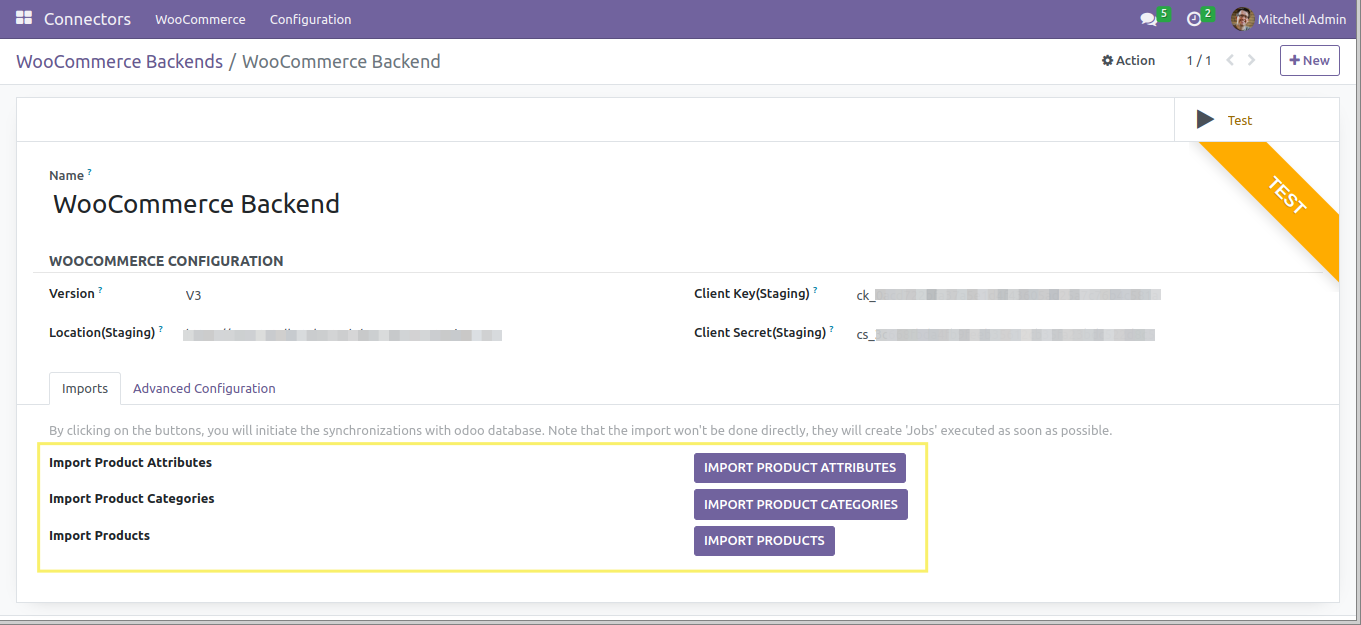 Connectors WooCommerce Configuration 5 2 Mitchell Admin
WooCommerce Backends / WooCommerce Backend Action 1 / 1 New
Test
TEST
Name ?
WooCommerce Backend
WOOCOMMERCE CONFIGURATION
Version ? V3 Client Key(Staging) ? ck_
Location(Staging) ? Client Secret(Staging) ? cs_
Imports Advanced Configuration
By clicking on the buttons, you will initiate the synchronizations with odoo database. Note that the import won't be done directly, they will create 'Jobs' executed as soon as possible.
Import Product Attributes IMPORT PRODUCT ATTRIBUTES
Import Product Categories IMPORT PRODUCT CATEGORIES
Import Products IMPORT PRODUCTS